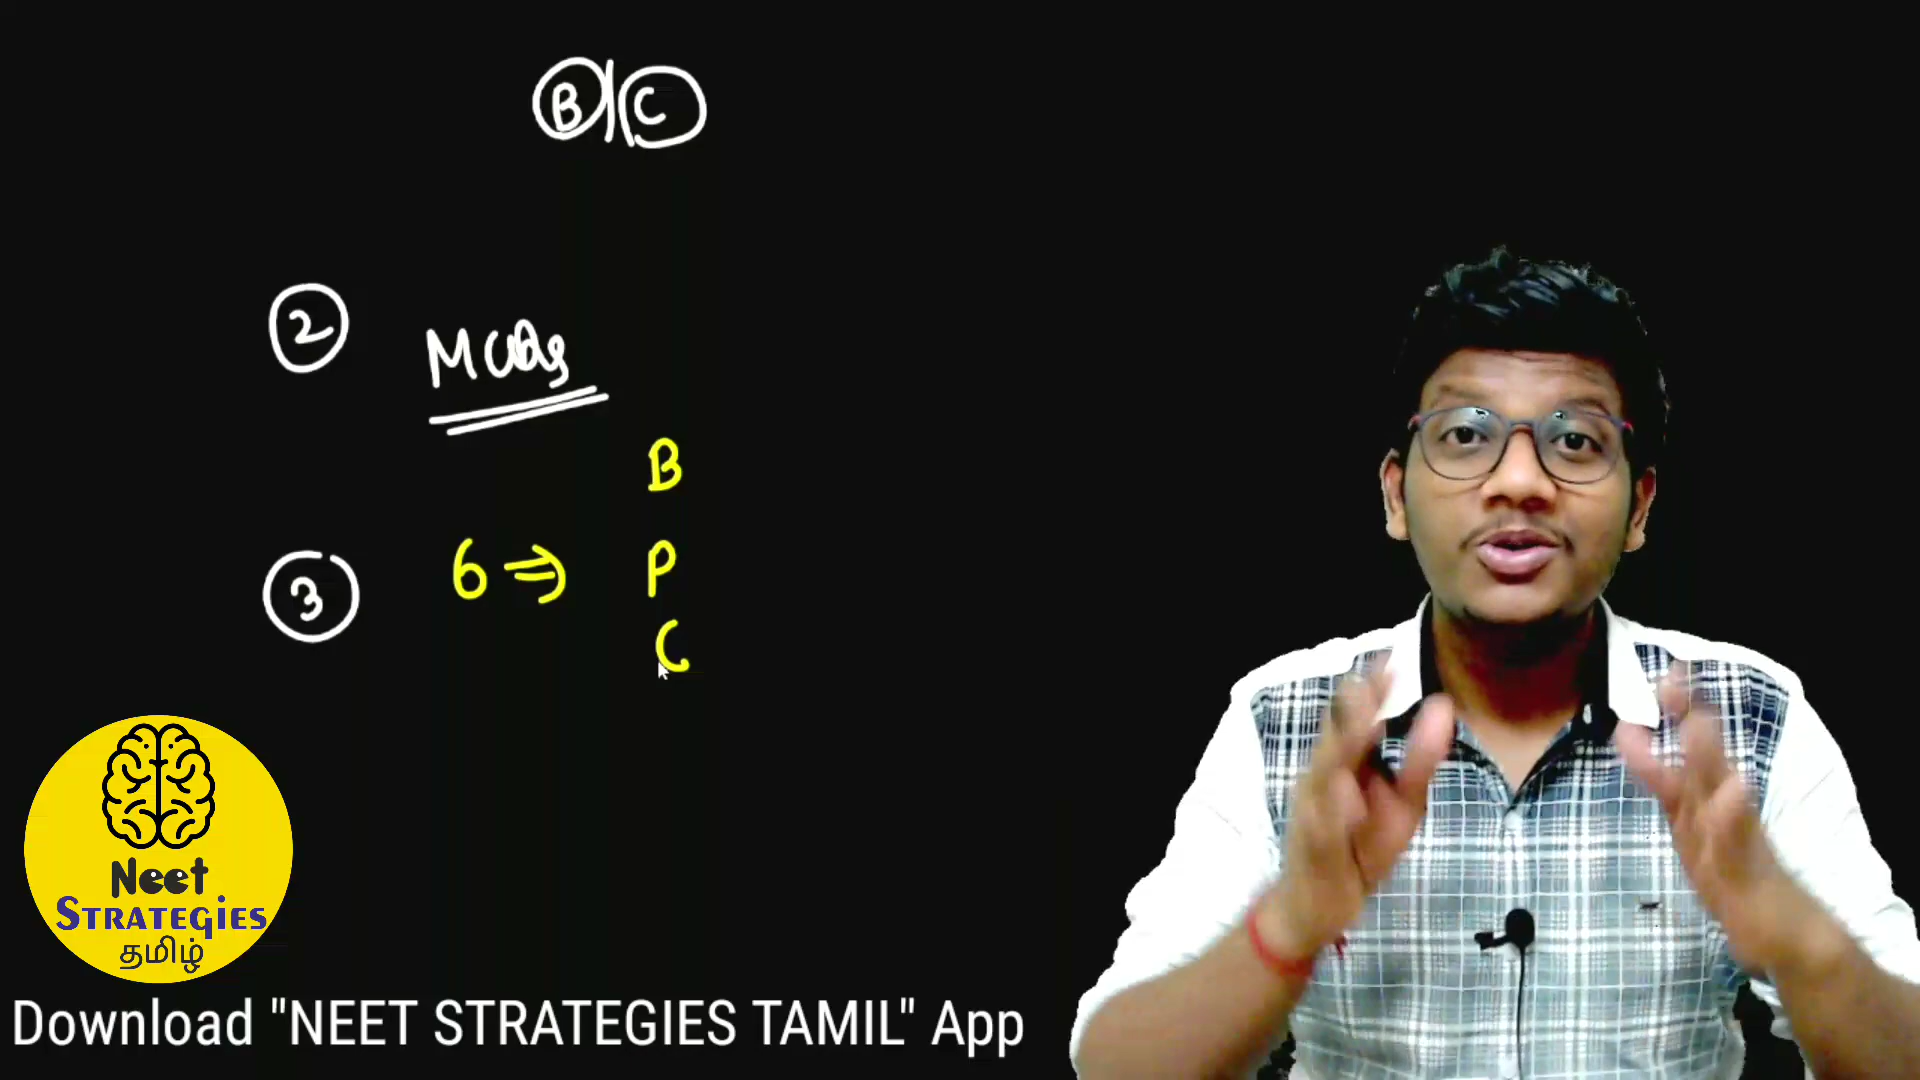 B | C
2 MCQs
B
3 6 ⇒ P
C
Neet
STRATEGiES
தமிழ்
Download "NEET STRATEGIES TAMIL" App